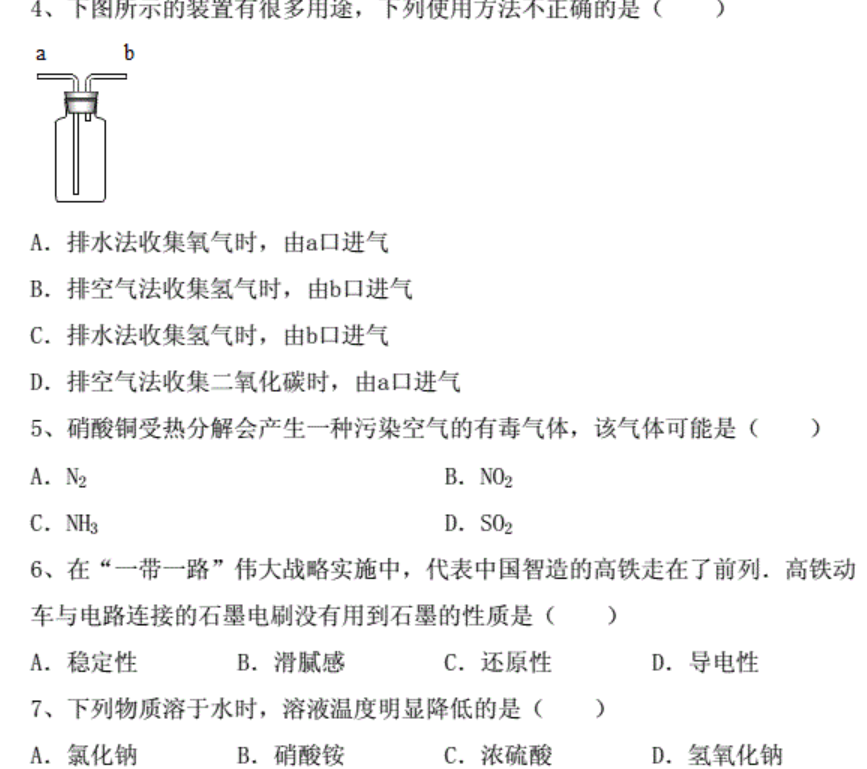 4、下图所示的装置有很多用途，下列使用方法不正确的是（　　）
a　b
A．排水法收集氧气时，由a口进气
B．排空气法收集氢气时，由b口进气
C．排水法收集氢气时，由b口进气
D．排空气法收集二氧化碳时，由a口进气
5、硝酸铜受热分解会产生一种污染空气的有毒气体，该气体可能是（　　）
A．N₂　B．NO₂
C．NH₃　D．SO₂
6、在“一带一路”伟大战略实施中，代表中国智造的高铁走在了前列．高铁动
车与电路连接的石墨电刷没有用到石墨的性质是（　　）
A．稳定性　B．滑腻感　C．还原性　D．导电性
7、下列物质溶于水时，溶液温度明显降低的是（　　）
A．氯化钠　B．硝酸铵　C．浓硫酸　D．氢氧化钠